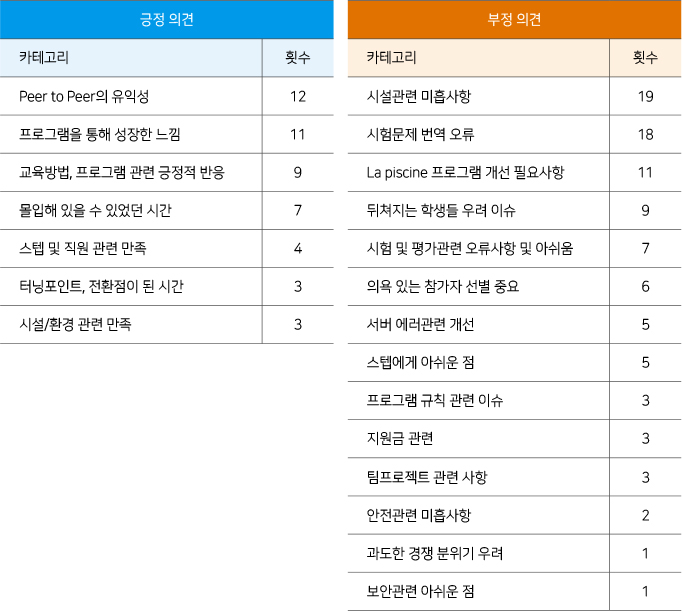 긍정 의견
카테고리 횟수
Peer to Peer의 유익성 12
프로그램을 통해 성장한 느낌 11
교육방법, 프로그램 관련 긍정적 반응 9
몰입해 있을 수 있었던 시간 7
스텝 및 직원 관련 만족 4
터닝포인트, 전환점이 된 시간 3
시설/환경 관련 만족 3
부정 의견
카테고리 횟수
시설관련 미흡사항 19
시험문제 번역 오류 18
La piscine 프로그램 개선 필요사항 11
뒤쳐지는 학생들 우려 이슈 9
시험 및 평가관련 오류사항 및 아쉬움 7
의욕 있는 참가자 선별 중요 6
서버 에러관련 개선 5
스텝에게 아쉬운 점 5
프로그램 규칙 관련 이슈 3
지원금 관련 3
팀프로젝트 관련 사항 3
안전관련 미흡사항 2
과도한 경쟁 분위기 우려 1
보안관련 아쉬운 점 1